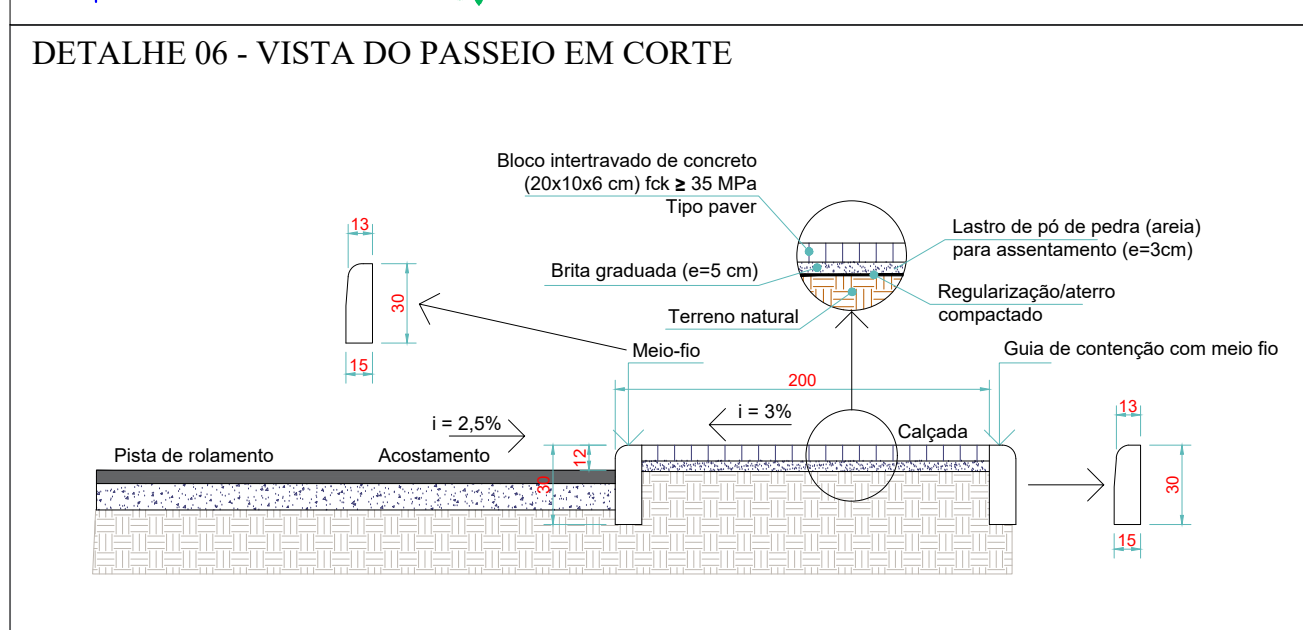 DETALHE 06 - VISTA DO PASSEIO EM CORTE
Bloco intertravado de concreto
(20x10x6 cm) fck ≥ 35 MPa
Tipo paver
Lastro de pó de pedra (areia)
para assentamento (e=3cm)
Brita graduada (e=5 cm)
Regularização/aterro
compactado
Terreno natural
13
30
15
Meio-fio
Guia de contenção com meio fio
200
i = 2,5%
i = 3%
Calçada
13
30
15
Pista de rolamento
Acostamento
12
30